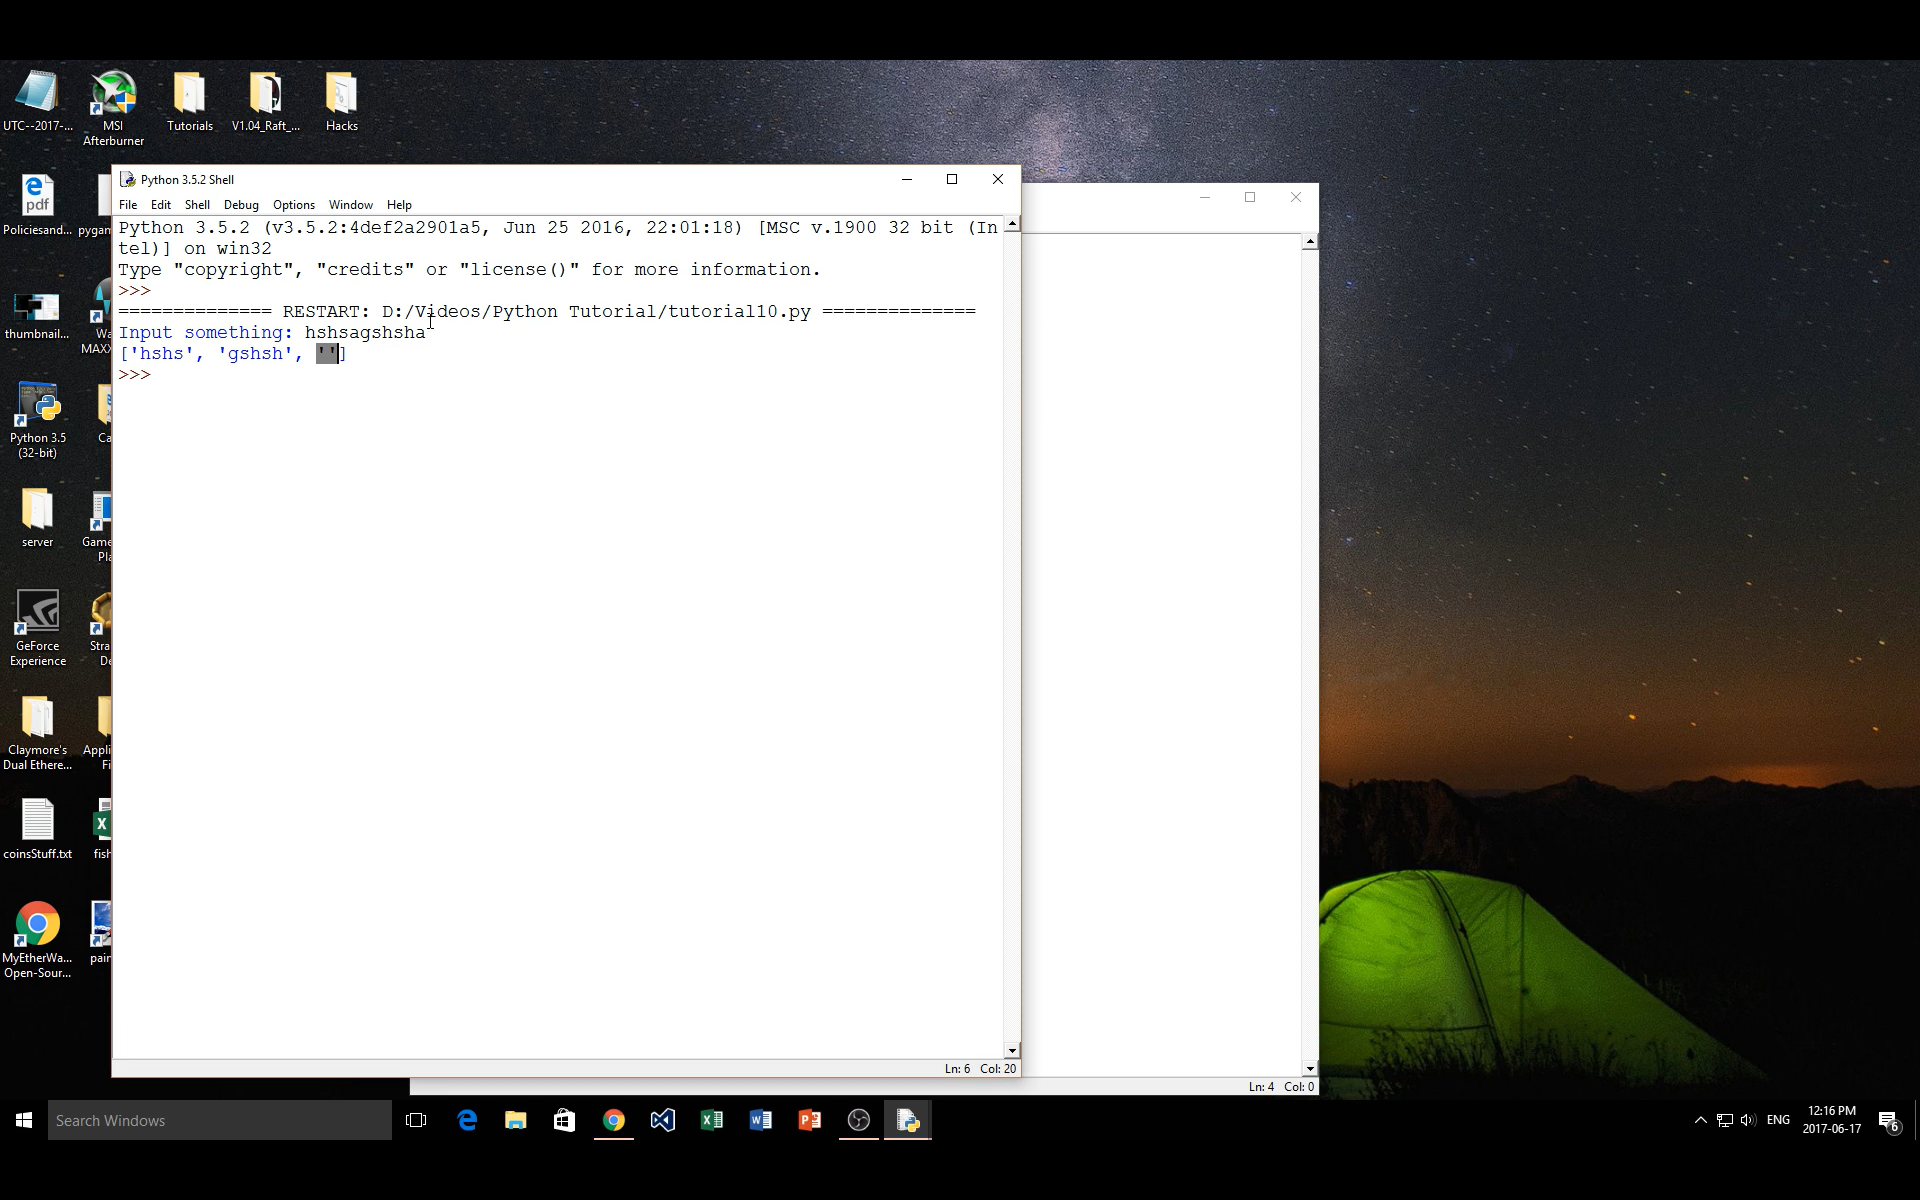 UTC--2017-...
MSI
Afterburner
Tutorials
V1.04_Raft_...
Hacks
Python 3.5.2 Shell
File Edit Shell Debug Options Window Help
Python 3.5.2 (v3.5.2:4def2a2901a5, Jun 25 2016, 22:01:18) [MSC v.1900 32 bit (In
tel)] on win32
Type "copyright", "credits" or "license()" for more information.
>>>
============== RESTART: D:/Videos/Python Tutorial/tutorial10.py ==============
Input something: hshsagshsha
['hshs', 'gshsh', '']
>>>
Ln: 6 Col: 20
Ln: 4 Col: 0
pdf
Policiesand...
pygam
thumbnail...
Wa
MAXX
Python 3.5
(32-bit)
Ca
server
Game
Pla
GeForce
Experience
Stra
De
Claymore's
Dual Ethere...
Appli
Fi
coinsStuff.txt
fish
MyEtherWa...
Open-Sour...
pain
Search Windows
ENG
12:16 PM
2017-06-17
6